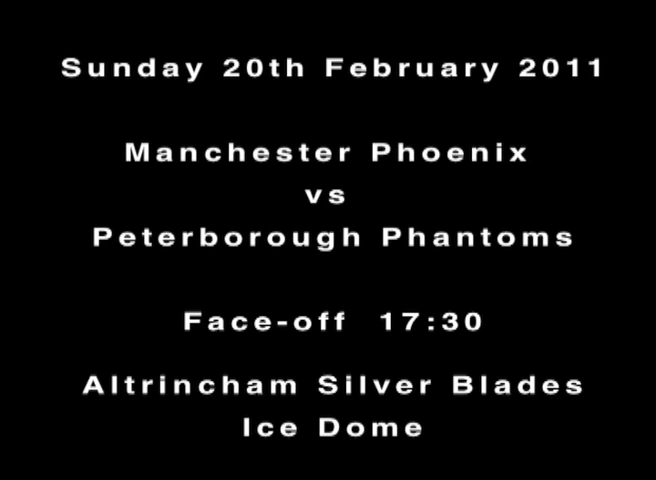 Sunday 20th February 2011
Manchester Phoenix
vs
Peterborough Phantoms
Face-off 17:30
Altrincham Silver Blades
Ice Dome